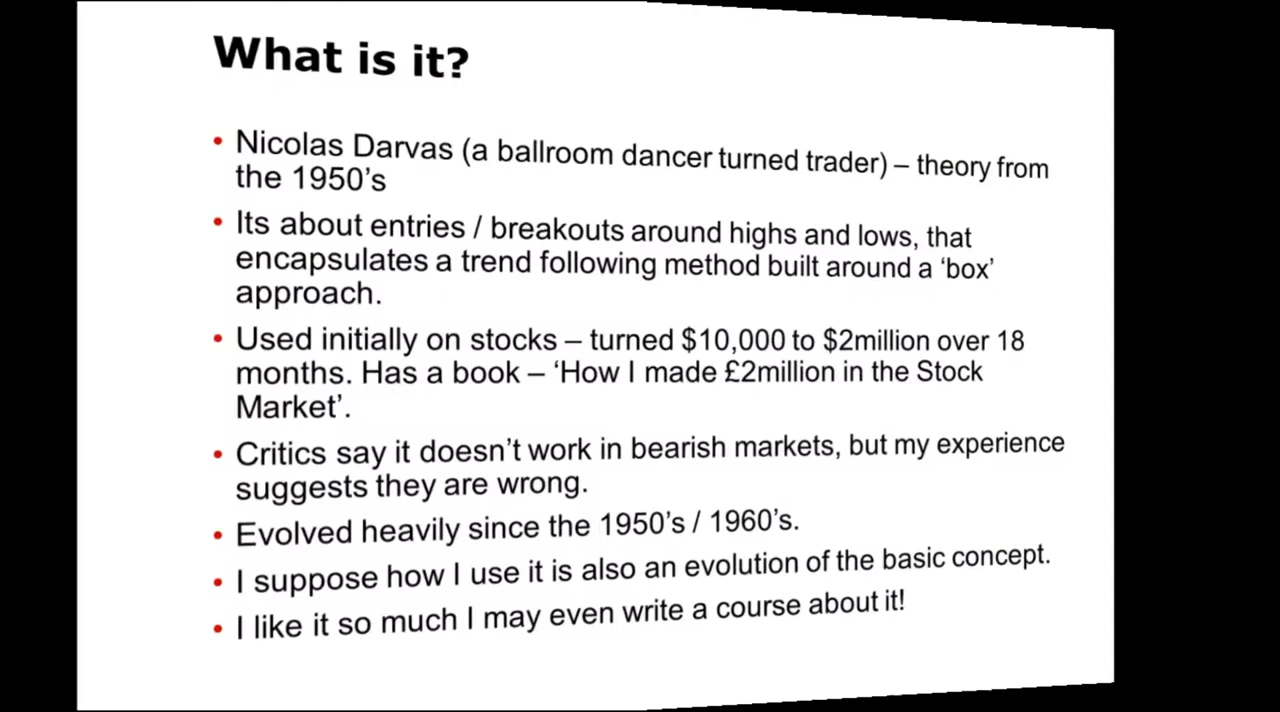 What is it?
• Nicolas Darvas (a ballroom dancer turned trader) – theory from
the 1950’s
• Its about entries / breakouts around highs and lows, that
encapsulates a trend following method built around a ‘box’
approach.
• Used initially on stocks – turned $10,000 to $2million over 18
months. Has a book – ‘How I made £2million in the Stock
Market’.
• Critics say it doesn’t work in bearish markets, but my experience
suggests they are wrong.
• Evolved heavily since the 1950’s / 1960’s.
• I suppose how I use it is also an evolution of the basic concept.
• I like it so much I may even write a course about it!